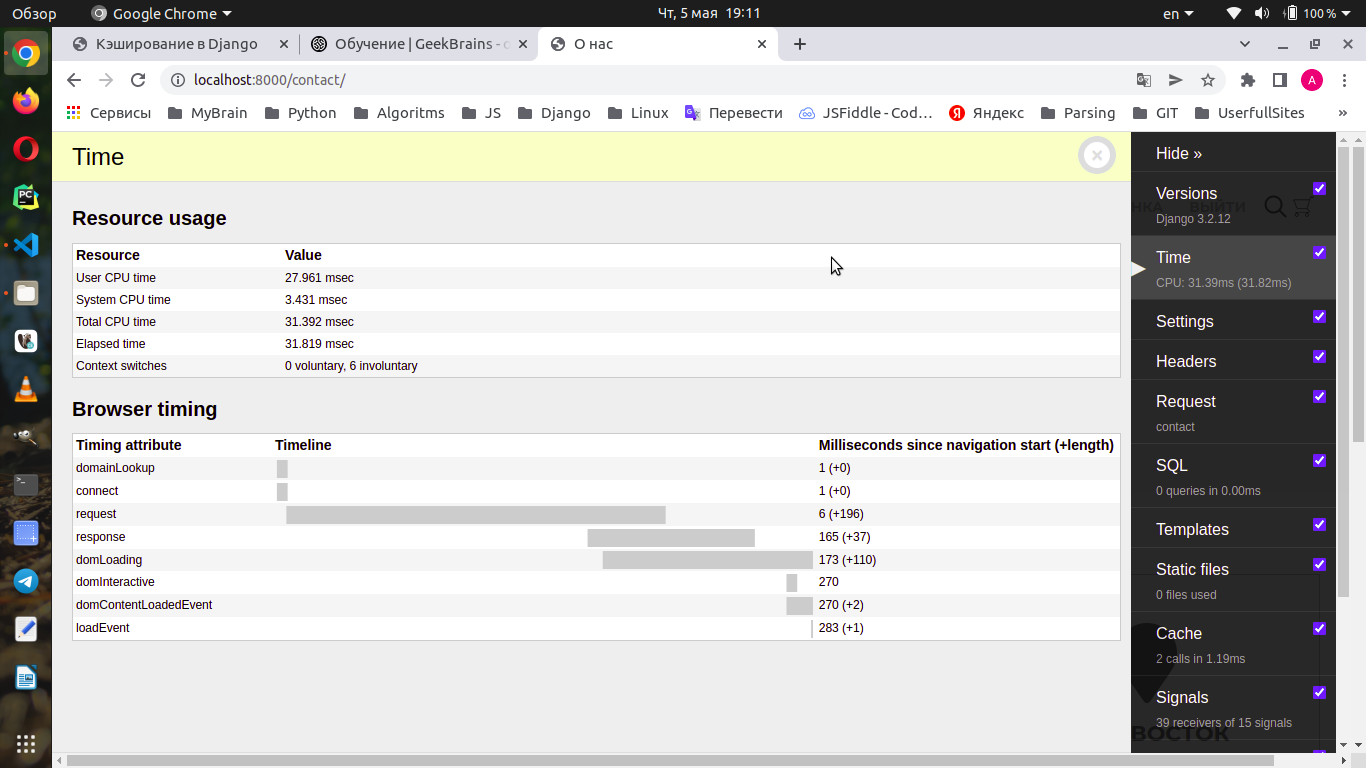 Обзор Google Chrome Чт, 5 мая 19:11 en 100 %
Кэширование в Django Обучение | GeekBrains - О нас
localhost:8000/contact/ A
Сервисы MyBrain Python Algoritms JS Django Linux Перевести JSFiddle - Cod… Яндекс Parsing GIT UserfullSites »
Time
Resource usage
Resource Value
User CPU time 27.961 msec
System CPU time 3.431 msec
Total CPU time 31.392 msec
Elapsed time 31.819 msec
Context switches 0 voluntary, 6 involuntary
Browser timing
Timing attribute Timeline Milliseconds since navigation start (+length)
domainLookup 1 (+0)
connect 1 (+0)
request 6 (+196)
response 165 (+37)
domLoading 173 (+110)
domInteractive 270
domContentLoadedEvent 270 (+2)
loadEvent 283 (+1)
Hide »
Versions
Django 3.2.12
Time
CPU: 31.39ms (31.82ms)
Settings
Headers
Request
contact
SQL
0 queries in 0.00ms
Templates
Static files
0 files used
Cache
2 calls in 1.19ms
Signals
39 receivers of 15 signals
ВОСТОК